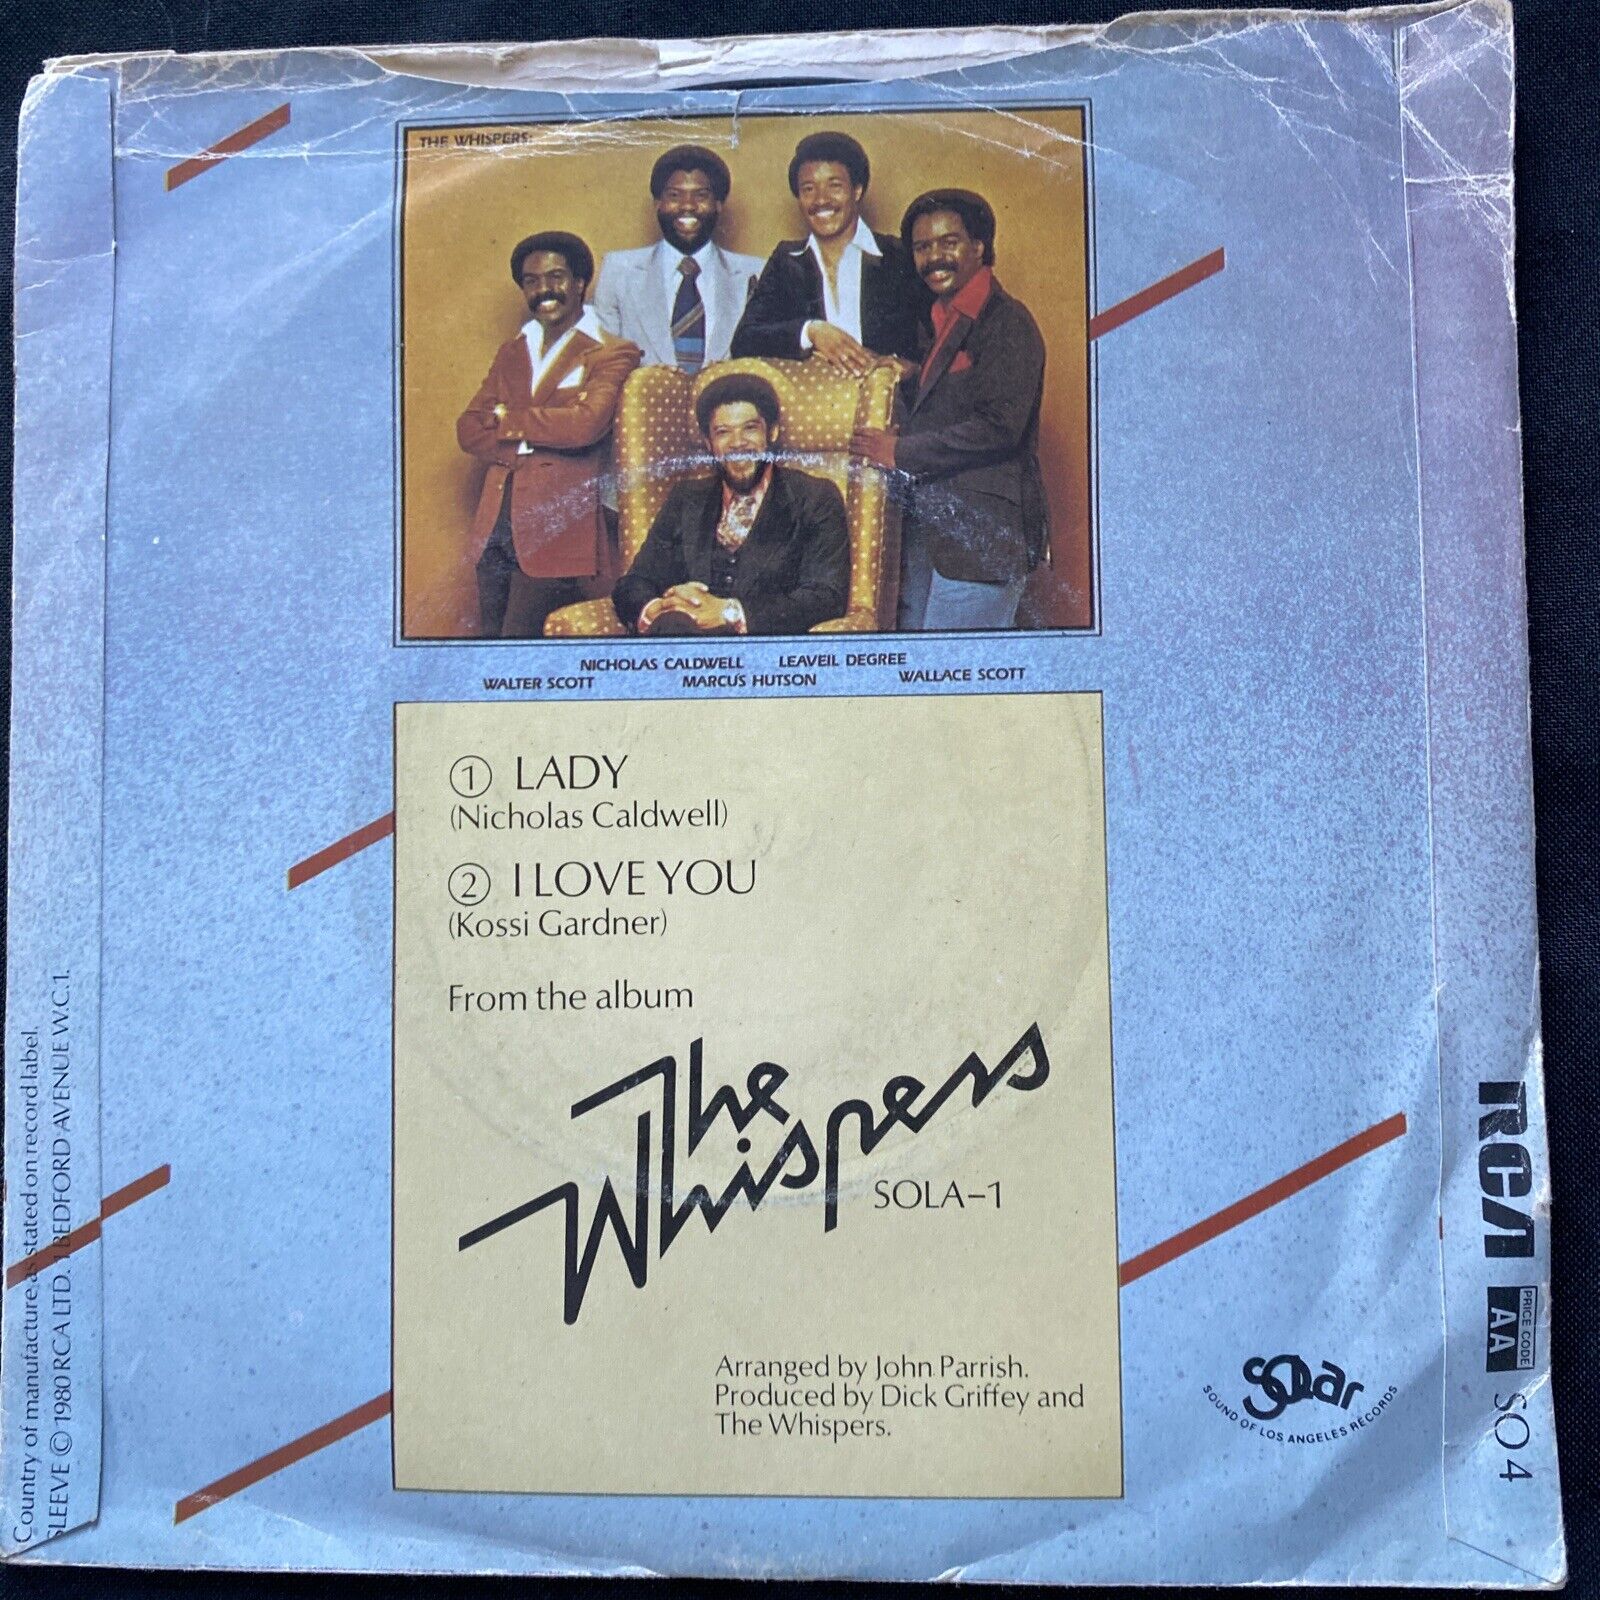 THE WHISPERS:
NICHOLAS CALDWELL LEAVEIL DEGREE
WALTER SCOTT MARCUS HUTSON WALLACE SCOTT
1 LADY
(Nicholas Caldwell)
2 I LOVE YOU
(Kossi Gardner)
From the album
The
Whispers
SOLA-1
Arranged by John Parrish.
Produced by Dick Griffey and
The Whispers.
Country of manufacture as stated on record label.
SLEEVE © 1980 RCA LTD. 1 BEDFORD AVENUE W.C.1.
RCA
PRICE CODE
AA
SO 4
SOLAR
SOUND OF LOS ANGELES RECORDS